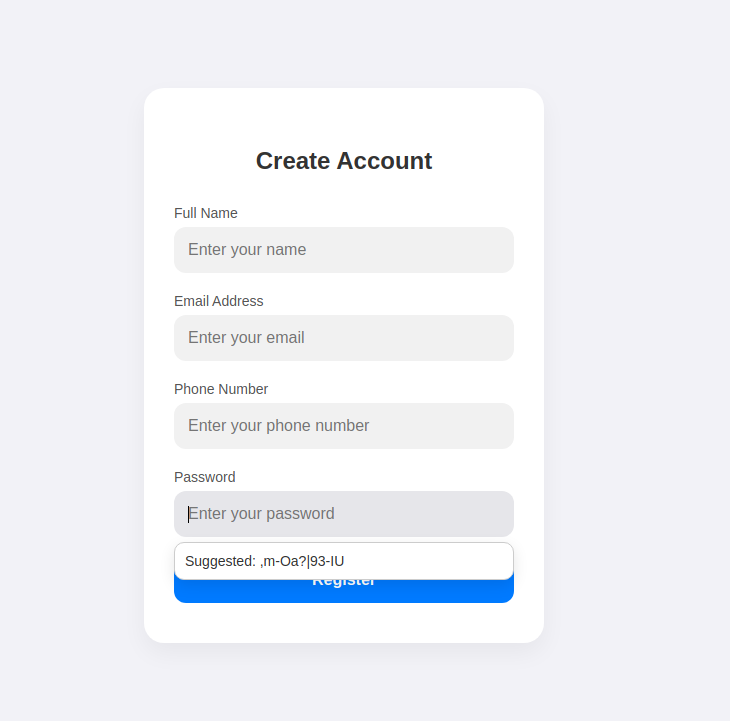 Create Account
Full Name
Enter your name
Email Address
Enter your email
Phone Number
Enter your phone number
Password
Enter your password
Suggested: ,m-Oa?|93-IU
Register